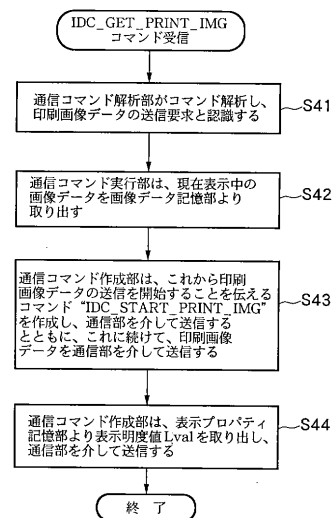 IDC_GET_PRINT_IMG
コマンド受信
通信コマンド解析部がコマンド解析し、
印刷画像データの送信要求と認識する
S41
通信コマンド実行部は、現在表示中の
画像データを画像データ記憶部より
取り出す
S42
通信コマンド作成部は、これから印刷
画像データの送信を開始することを伝える
コマンド“IDC_START_PRINT_IMG”
を作成し、通信部を介して送信する
とともに、これに続けて、印刷画像
データを通信部を介して送信する
S43
通信コマンド作成部は、表示プロパティ
記憶部より表示明度値Lvalを取り出し、
通信部を介して送信する
S44
終了